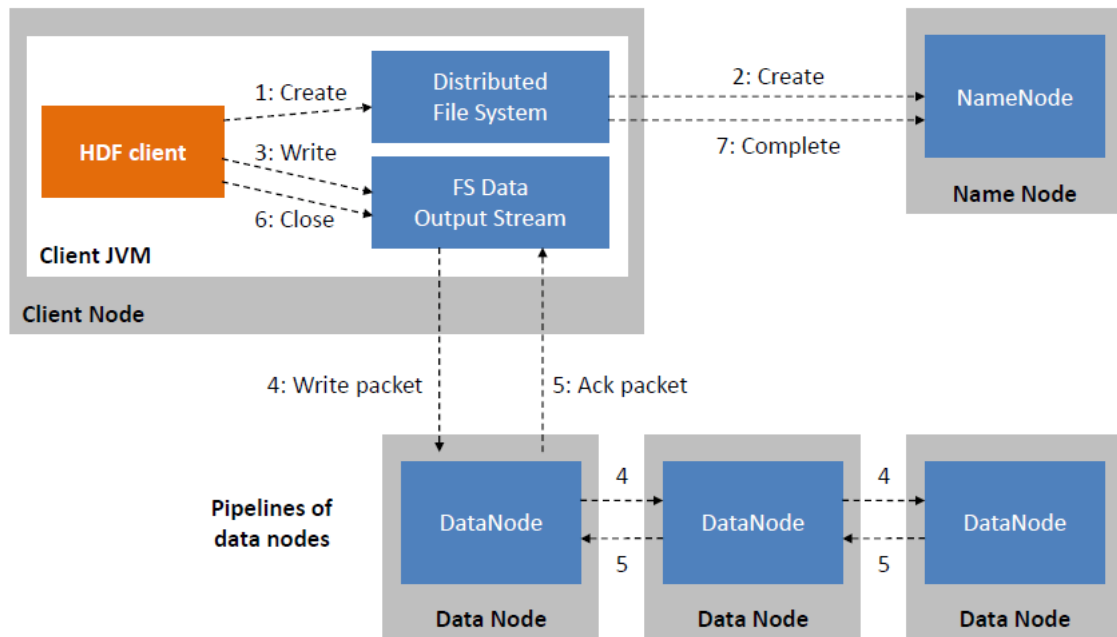 Distributed
File System
1: Create
2: Create
NameNode
HDF client
3: Write
7: Complete
FS Data
Output Stream
6: Close
Name Node
Client JVM
Client Node
4: Write packet
5: Ack packet
Pipelines of
data nodes
DataNode
4
DataNode
4
DataNode
5
5
Data Node
Data Node
Data Node